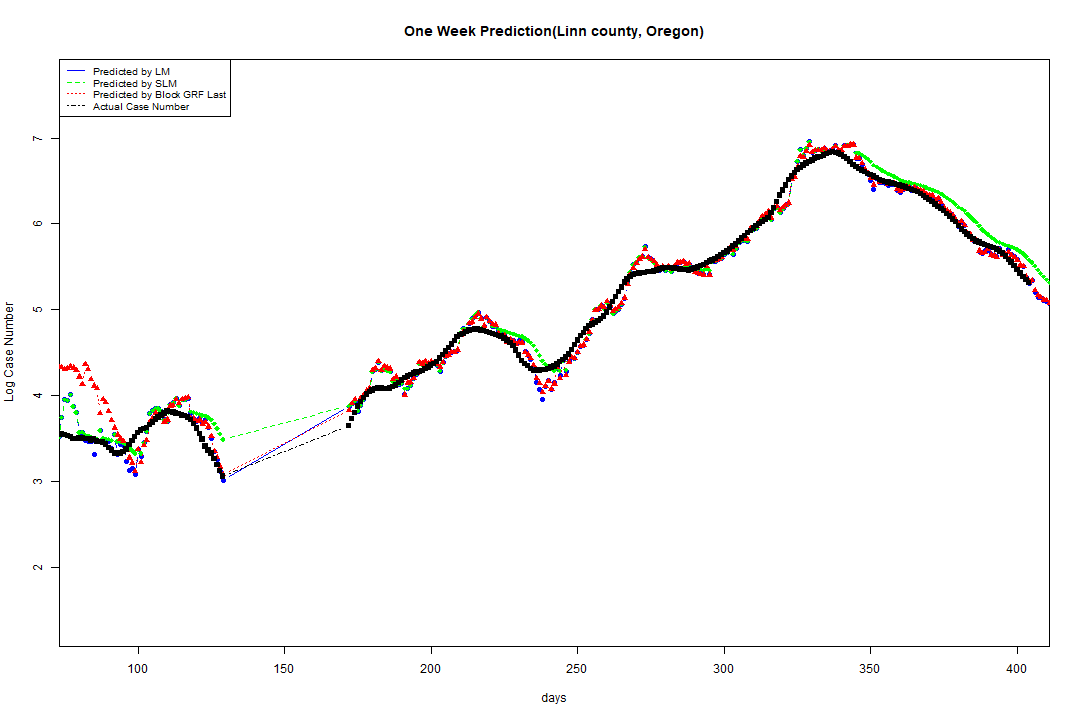 One Week Prediction(Linn county, Oregon)
Predicted by LM
Predicted by SLM
Predicted by Block GRF Last
Actual Case Number
Log Case Number
7
6
5
4
3
2
100 150 200 250 300 350 400
days